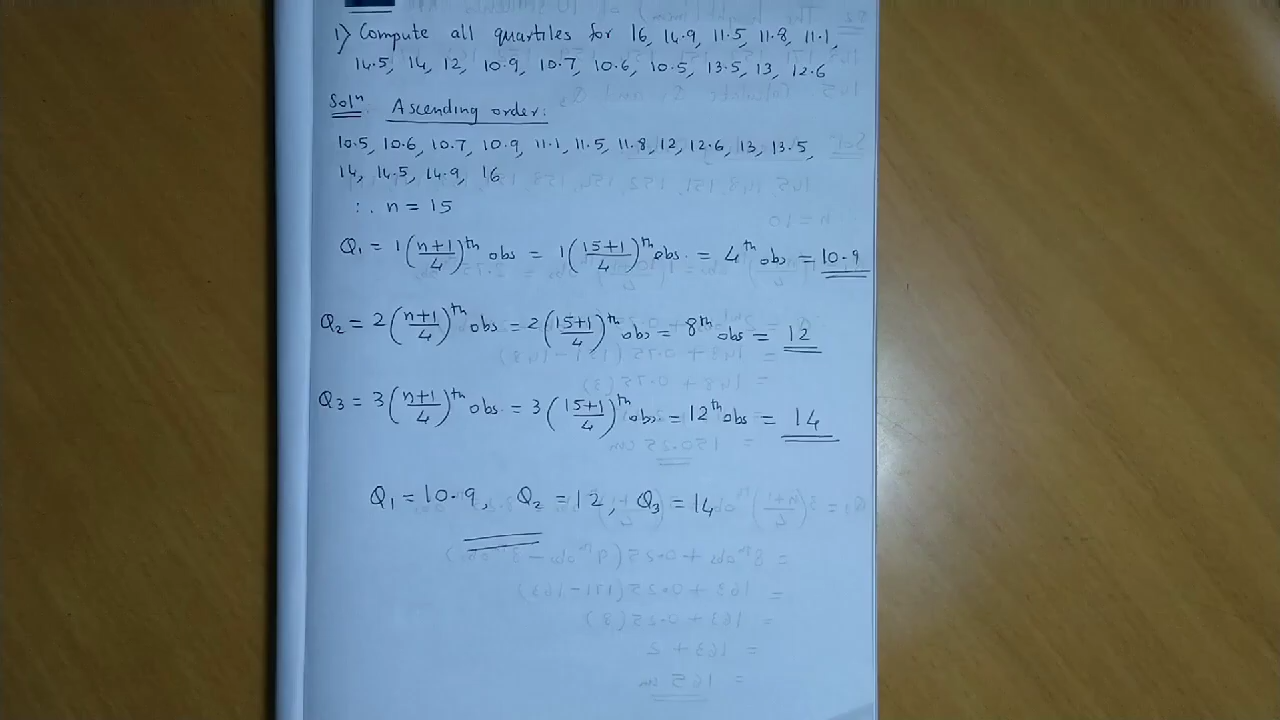 1) Compute all quartiles for 16, 14.9, 11.5, 11.8, 11.1,
14.5, 14, 12, 10.9, 10.7, 10.6, 10.5, 13.5, 13, 12.6
Solⁿ. Ascending order:
10.5, 10.6, 10.7, 10.9, 11.1, 11.5, 11.8, 12, 12.6, 13, 13.5,
14, 14.5, 14.9, 16
∴ n = 15
Q₁ = 1((n+1)/4)ᵗʰ obs = 1((15+1)/4)ᵗʰ obs. = 4ᵗʰ obs = 10.9
Q₂ = 2((n+1)/4)ᵗʰ obs = 2((15+1)/4)ᵗʰ obs = 8ᵗʰ obs = 12
Q₃ = 3((n+1)/4)ᵗʰ obs. = 3((15+1)/4)ᵗʰ obs = 12ᵗʰ obs = 14
Q₁ = 10.9, Q₂ = 12, Q₃ = 14